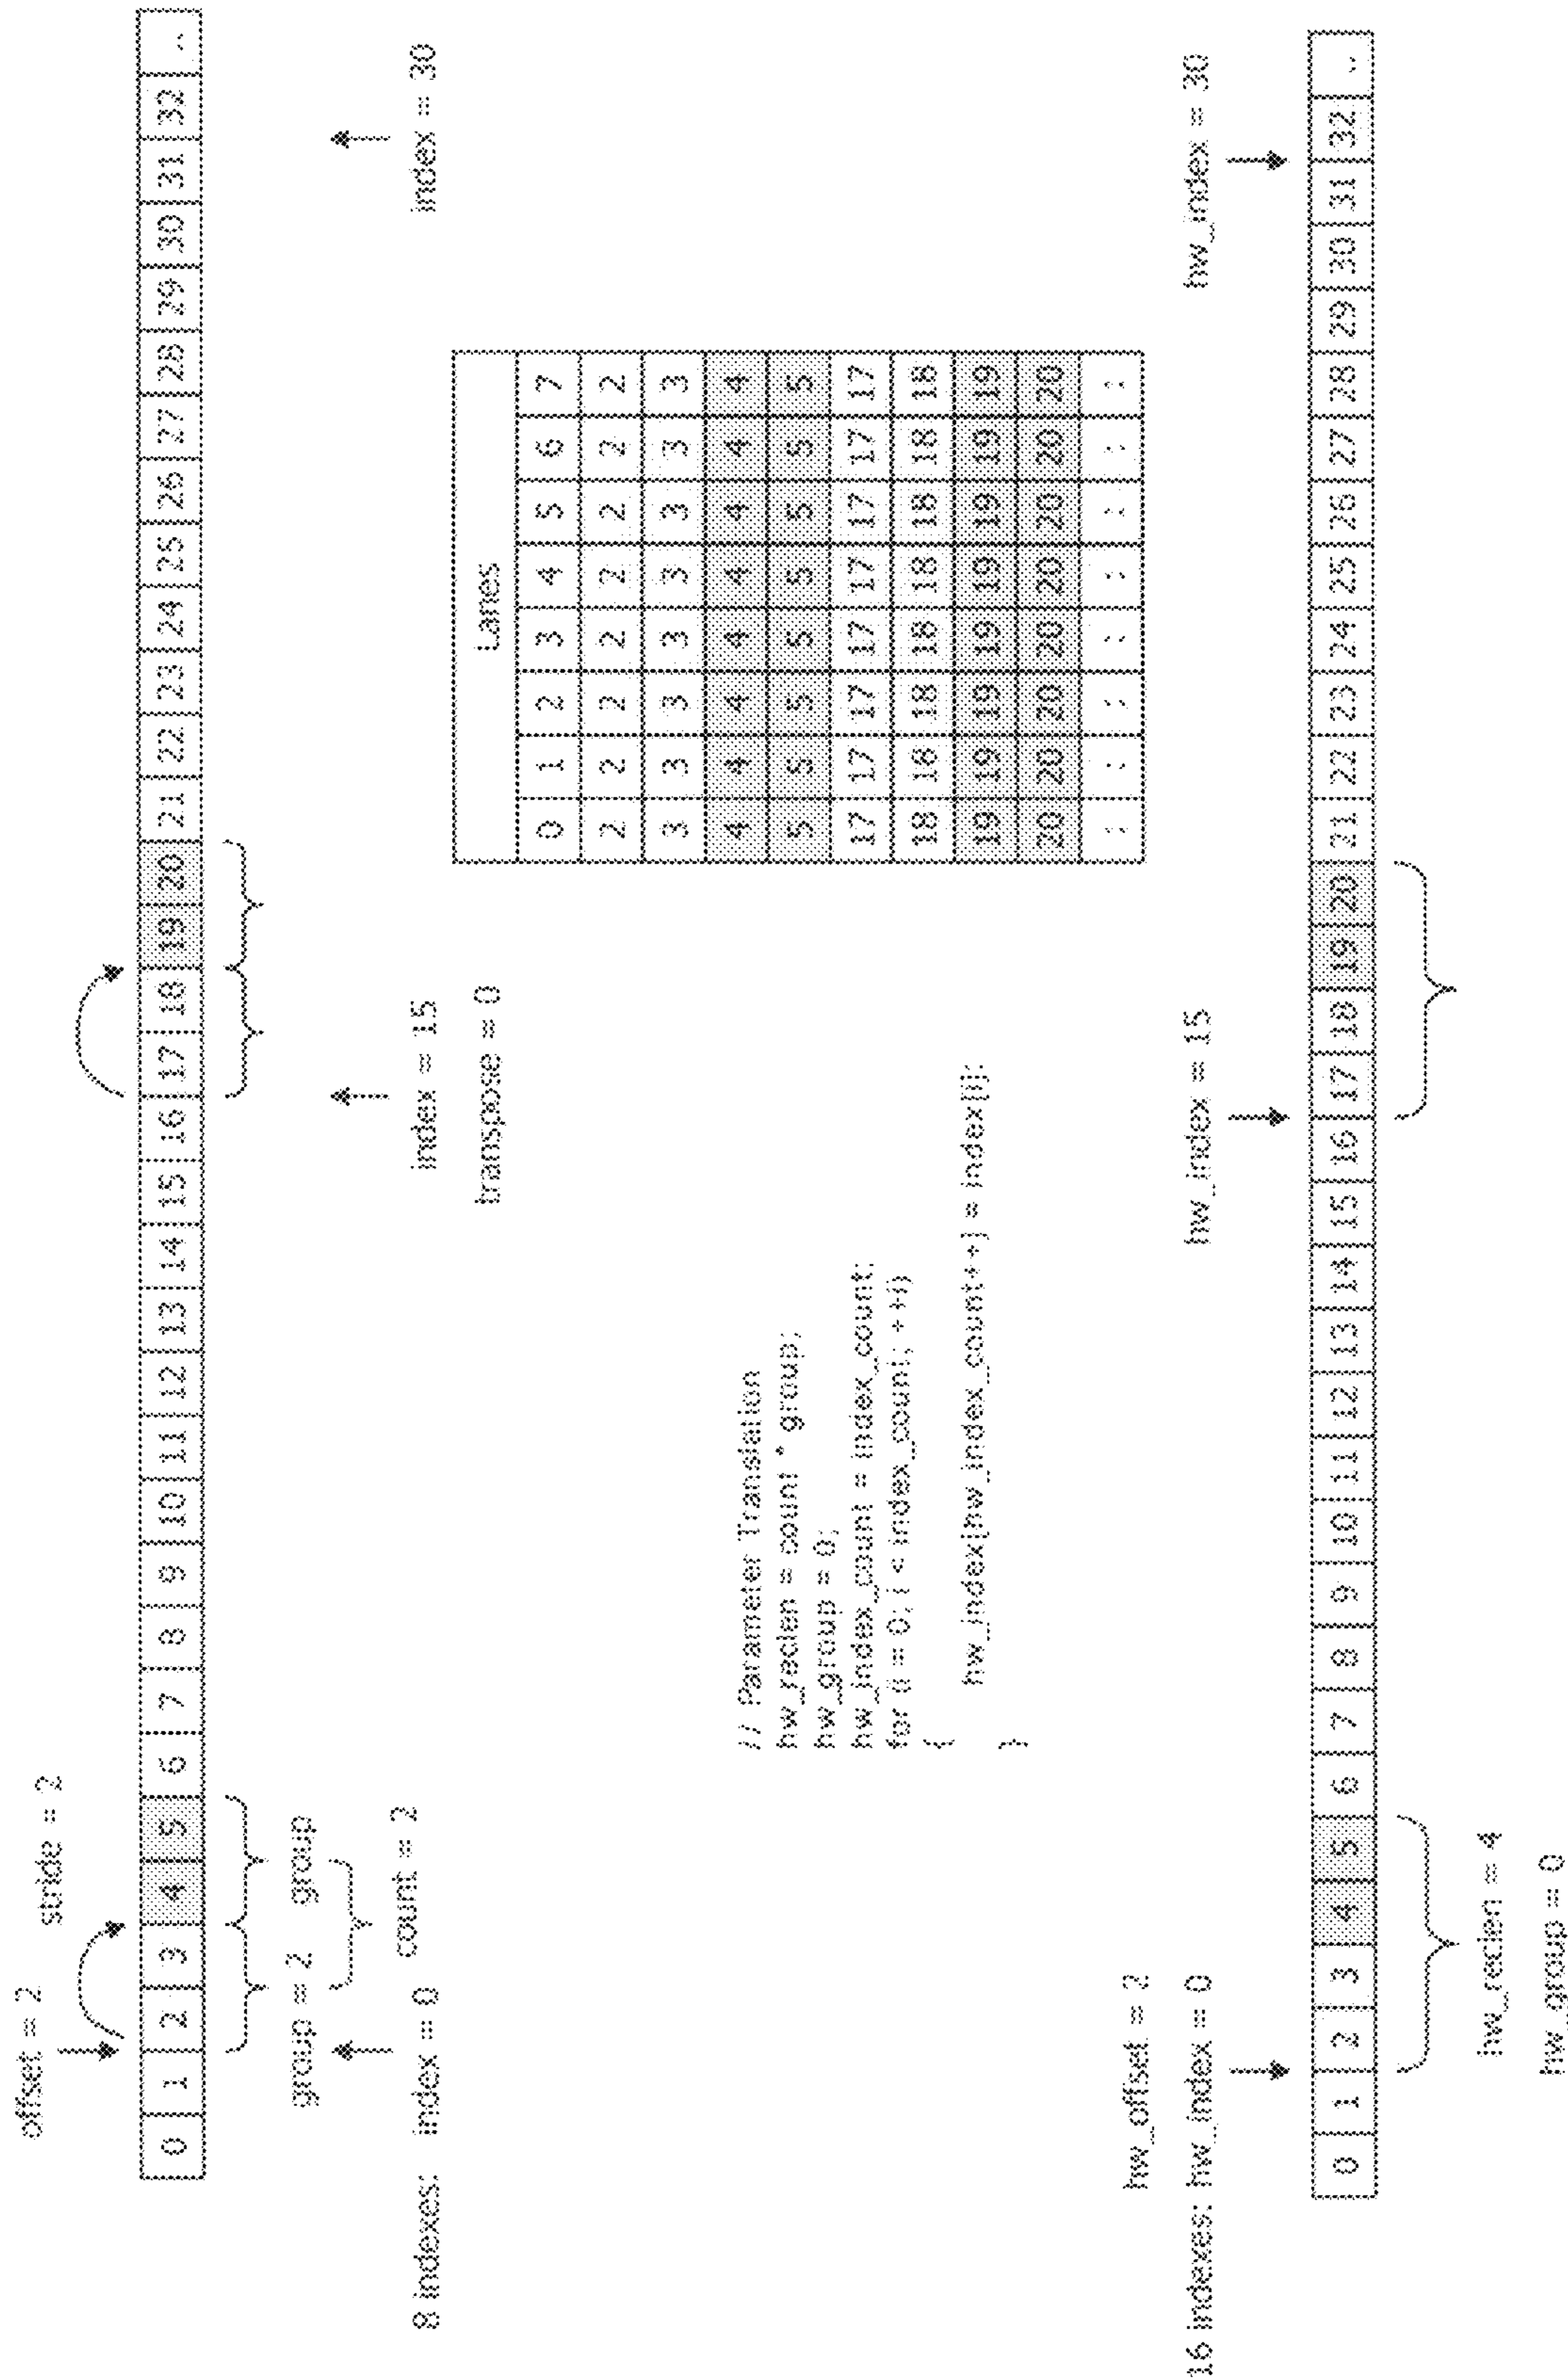 offset = 2
stride = 2
0 1 2 3 4 5 6 7 8 9 10 11 12 13 14 15 16 17 18 19 20 21 22 23 24 25 26 27 28 29 30 31 32 ..
group = 2 group
count = 2
8 indexes: index = 0
index = 15
index = 30
transpose = 0
Lanes
0 1 2 3 4 5 6 7
2 2 2 2 2 2 2 2
3 3 3 3 3 3 3 3
4 4 4 4 4 4 4 4
5 5 5 5 5 5 5 5
17 17 17 17 17 17 17 17
18 18 18 18 18 18 18 18
19 19 19 19 19 19 19 19
20 20 20 20 20 20 20 20
: : : : : : : :
// Parameter Translation
hw_reclen = count * group;
hw_group = 0;
hw_index_count = index_count;
for (i = 0; i < index_count; ++i)
{
hw_index[hw_index_count++] = index[i];
}
hw_offset = 2
16 indexes: hw_index = 0
hw_index = 15
hw_index = 30
0 1 2 3 4 5 6 7 8 9 10 11 12 13 14 15 16 17 18 19 20 21 22 23 24 25 26 27 28 29 30 31 32 ..
hw_reclen = 4
hw_group = 0